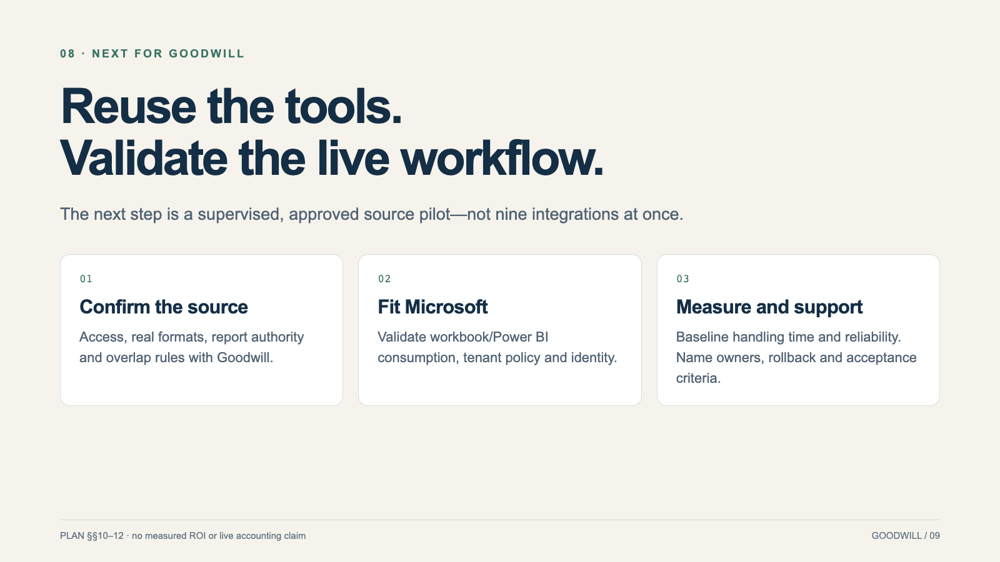 08 · NEXT FOR GOODWILL
Reuse the tools.
Validate the live workflow.
The next step is a supervised, approved source pilot—not nine integrations at once.
01
Confirm the source
Access, real formats, report authority
and overlap rules with Goodwill.
02
Fit Microsoft
Validate workbook/Power BI
consumption, tenant policy and identity.
03
Measure and support
Baseline handling time and reliability.
Name owners, rollback and acceptance
criteria.
PLAN §§10–12 · no measured ROI or live accounting claim
GOODWILL / 09